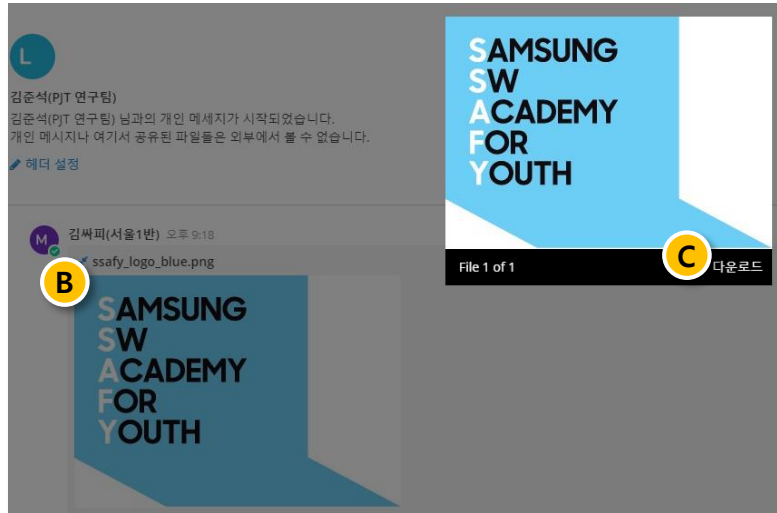 L
김준석(PJT 연구팀)
김준석(PJT 연구팀) 님과의 개인 메세지가 시작되었습니다.
개인 메시지나 여기서 공유된 파일들은 외부에서 볼 수 없습니다.
헤더 설정
M
김싸피(서울1반) 오후 9:18
B
ssafy_logo_blue.png
SAMSUNG
SW
ACADEMY
FOR
YOUTH
SAMSUNG
SW
ACADEMY
FOR
YOUTH
File 1 of 1
C
다운로드